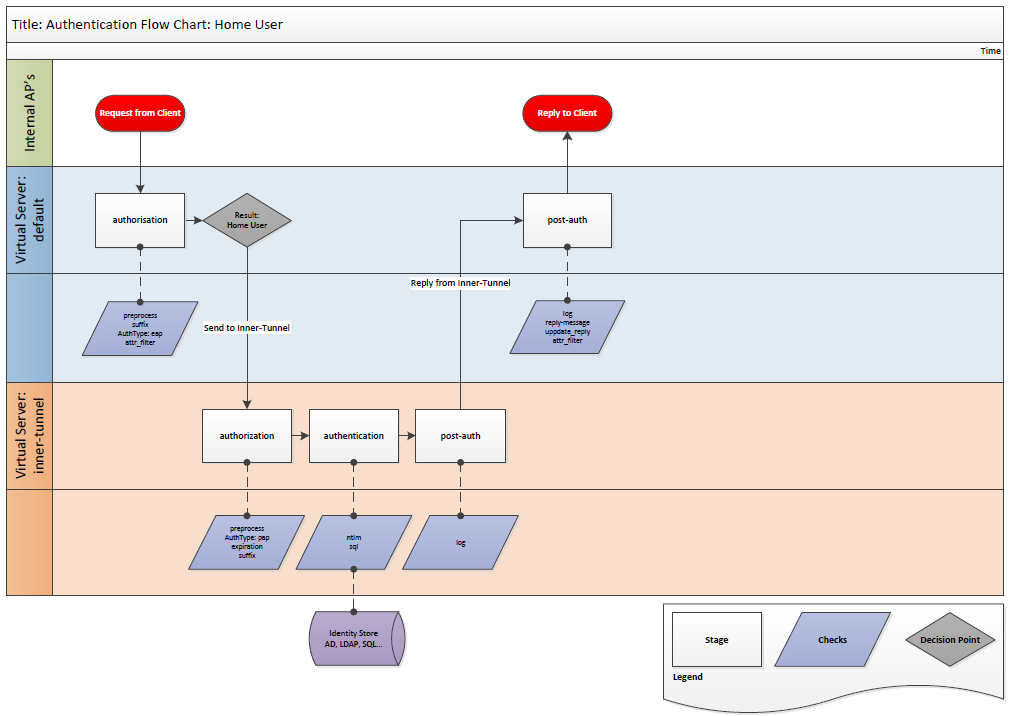 Title: Authentication Flow Chart: Home User
Time
Internal AP's
Request from Client
Reply to Client
Virtual Server:
default
authorisation
Result:
Home User
post-auth
Reply from Inner-Tunnel
preprocess
suffix
AuthType: eap
attr_filter
Send to Inner-Tunnel
log
reply-message
uppdate_reply
attr_filter
Virtual Server:
inner-tunnel
authorization
authentication
post-auth
preprocess
AuthType: pap
expiration
suffix
ntlm
sql
log
Identity Store
AD, LDAP, SQL...
Stage
Checks
Decision Point
Legend